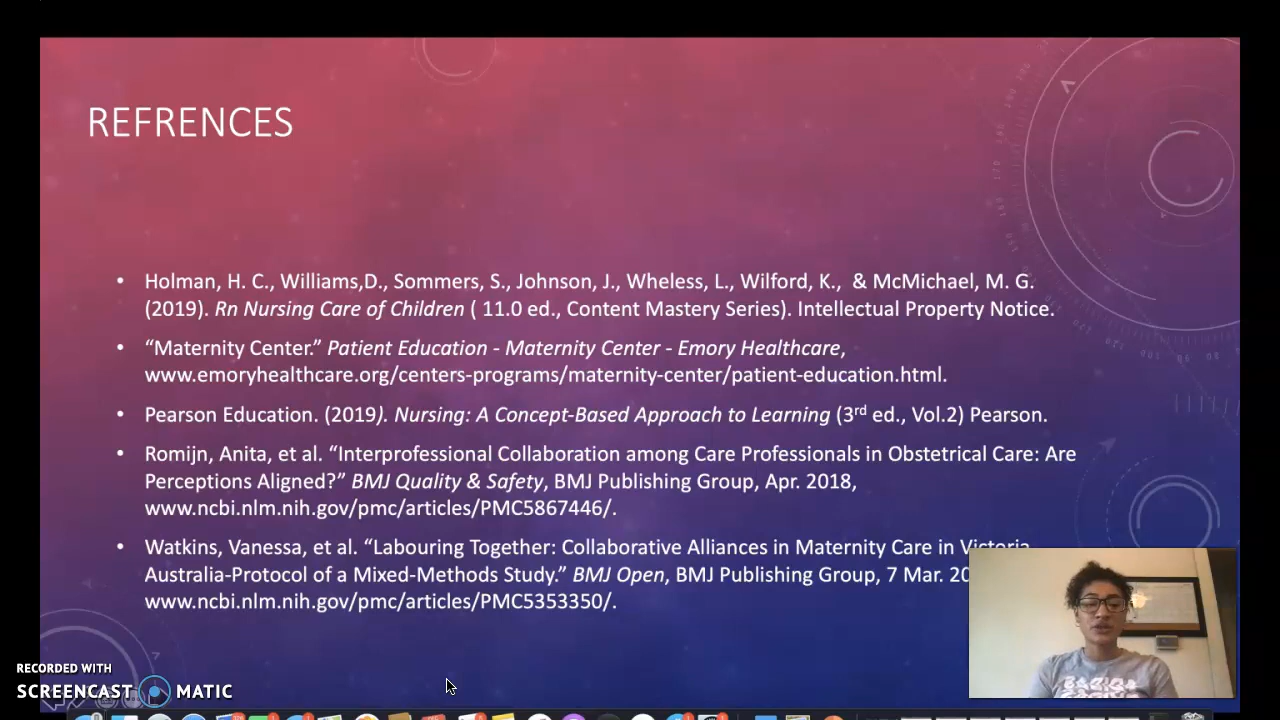 REFRENCES
• Holman, H. C., Williams,D., Sommers, S., Johnson, J., Wheless, L., Wilford, K., & McMichael, M. G.
(2019). Rn Nursing Care of Children ( 11.0 ed., Content Mastery Series). Intellectual Property Notice.
• “Maternity Center.” Patient Education - Maternity Center - Emory Healthcare,
www.emoryhealthcare.org/centers-programs/maternity-center/patient-education.html.
• Pearson Education. (2019). Nursing: A Concept-Based Approach to Learning (3rd ed., Vol.2) Pearson.
• Romijn, Anita, et al. “Interprofessional Collaboration among Care Professionals in Obstetrical Care: Are
Perceptions Aligned?” BMJ Quality & Safety, BMJ Publishing Group, Apr. 2018,
www.ncbi.nlm.nih.gov/pmc/articles/PMC5867446/.
• Watkins, Vanessa, et al. “Labouring Together: Collaborative Alliances in Maternity Care in Victoria
Australia-Protocol of a Mixed-Methods Study.” BMJ Open, BMJ Publishing Group, 7 Mar.
www.ncbi.nlm.nih.gov/pmc/articles/PMC5353350/.
RECORDED WITH
SCREENCAST MATIC